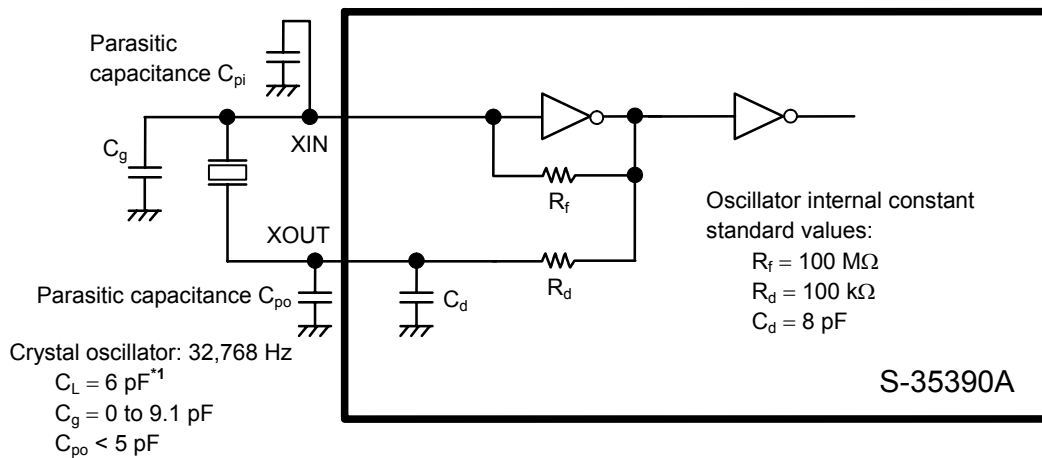 Parasitic
capacitance Cpi
XIN
Cg
Rf
XOUT
Oscillator internal constant
standard values:
Rf = 100 MΩ
Rd = 100 kΩ
Cd = 8 pF
Parasitic capacitance Cpo
Cd
Rd
Crystal oscillator: 32,768 Hz
CL = 6 pF*1
Cg = 0 to 9.1 pF
Cpo < 5 pF
S-35390A